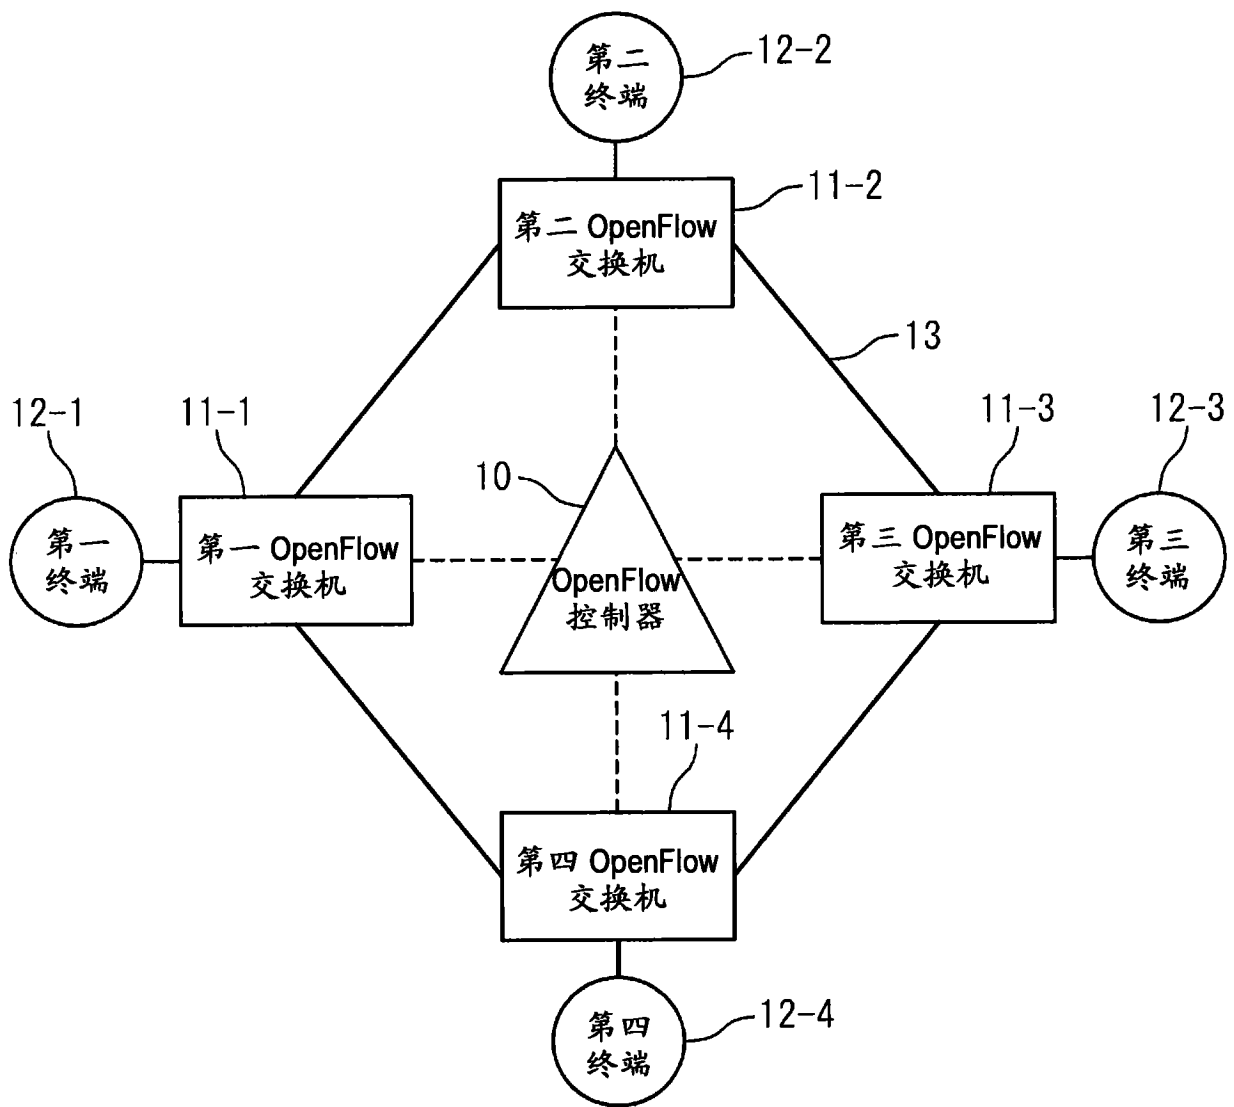 第二
终端
12-2
11-2
第二 OpenFlow
交换机
13
12-1
11-1
11-3
12-3
10
第一
终端
第一 OpenFlow
交换机
OpenFlow
控制器
第三 OpenFlow
交换机
第三
终端
11-4
第四 OpenFlow
交换机
第四
终端
12-4